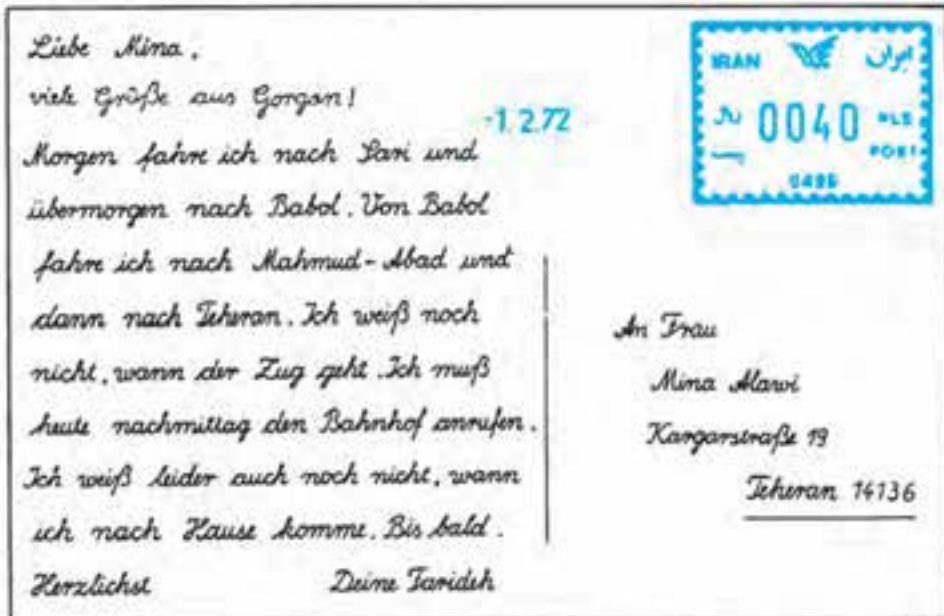 Liebe Mina,
viele Grüße aus Gorgan!
-1.2.72
Morgen fahre ich nach Sari und
übermorgen nach Babol. Von Babol
fahre ich nach Mahmud-Abad und
dann nach Teheran. Ich weiß noch
nicht, wann der Zug geht. Ich muß
heute nachmittag den Bahnhof anrufen.
Ich weiß leider auch noch nicht, wann
ich nach Hause komme. Bis bald.
Herzlichst Deine Farideh
IRAN ایران
0040 RLS
POST
An Frau
Mina Alawi
Kargarstraße 19
Teheran 14136